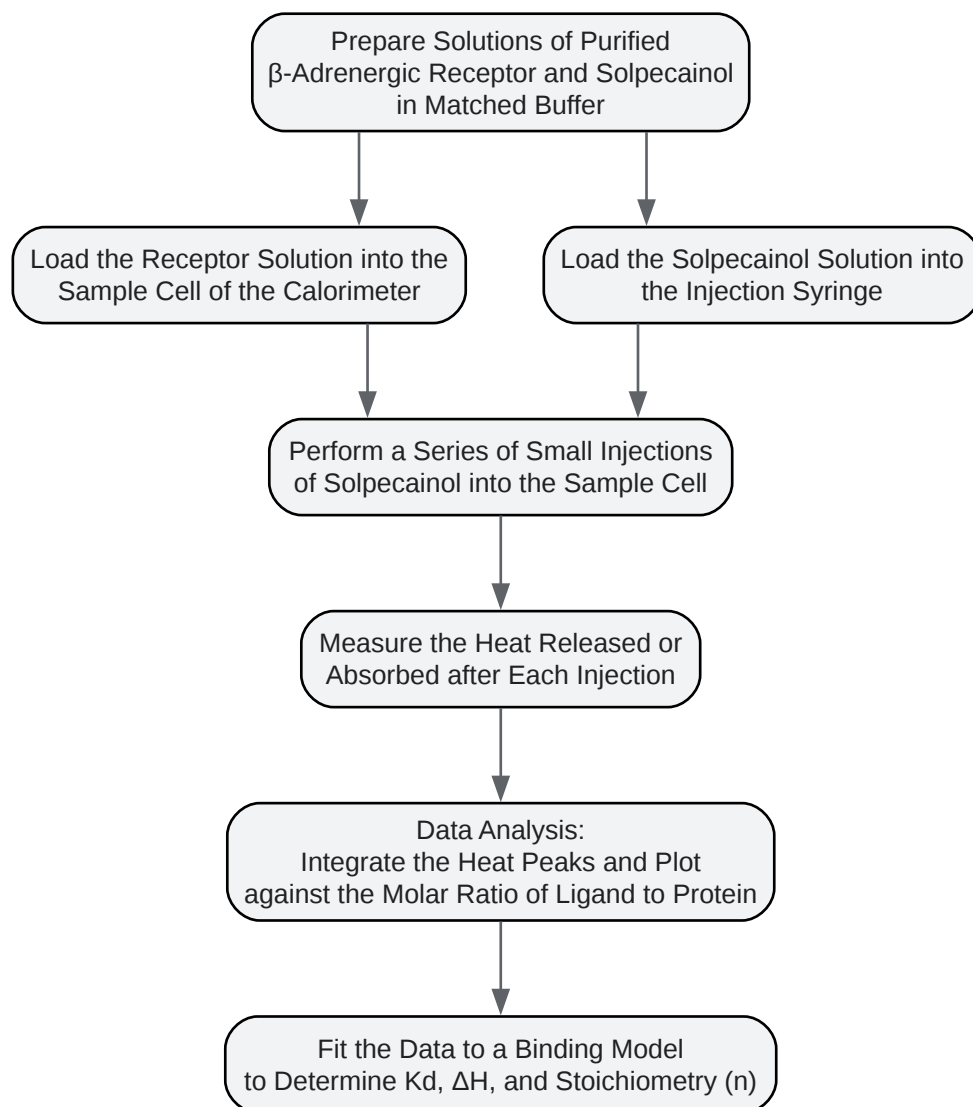 Prepare Solutions of Purified
β-Adrenergic Receptor and Solpecainol
in Matched Buffer
Load the Receptor Solution into the
Sample Cell of the Calorimeter
Load the Solpecainol Solution into
the Injection Syringe
Perform a Series of Small Injections
of Solpecainol into the Sample Cell
Measure the Heat Released or
Absorbed after Each Injection
Data Analysis:
Integrate the Heat Peaks and Plot
against the Molar Ratio of Ligand to Protein
Fit the Data to a Binding Model
to Determine Kd, ΔH, and Stoichiometry (n)